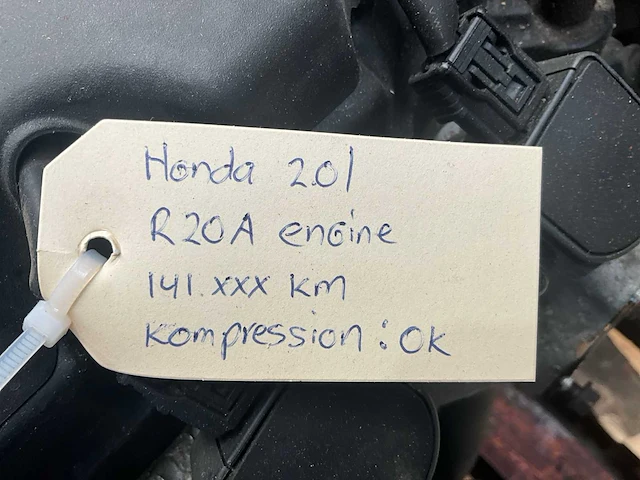 Honda 2.0l
R20A engine
141.xxx km
kompression: Ok